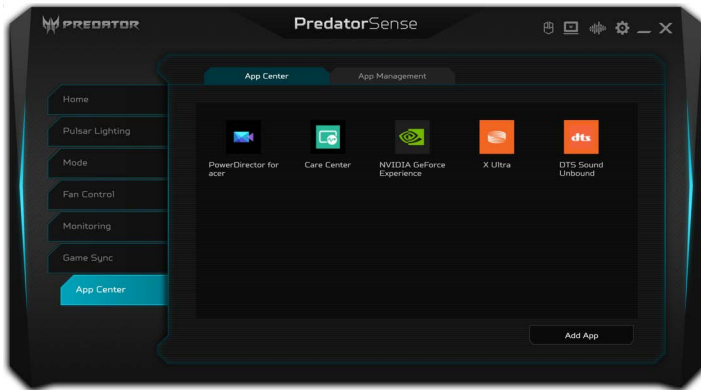 PREDATOR
PredatorSense
App Center
App Management
Home
Pulsar Lighting
Mode
Fan Control
Monitoring
Game Sync
App Center
PowerDirector for
acer
Care Center
NVIDIA GeForce
Experience
X Ultra
dts
DTS Sound
Unbound
Add App